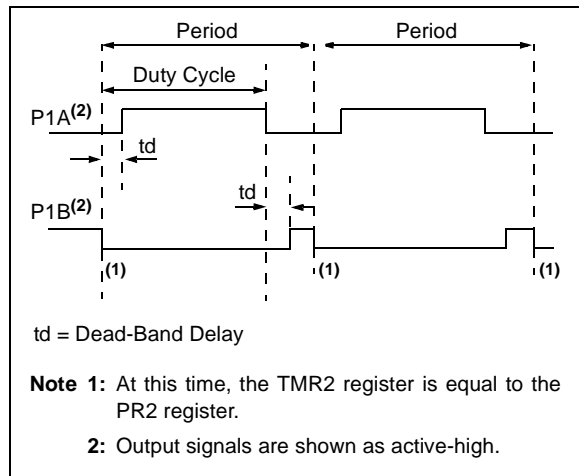 Period Period
Duty Cycle
P1A(2)
td
td
P1B(2)
(1) (1) (1)
td = Dead-Band Delay
Note 1: At this time, the TMR2 register is equal to the
PR2 register.
2: Output signals are shown as active-high.